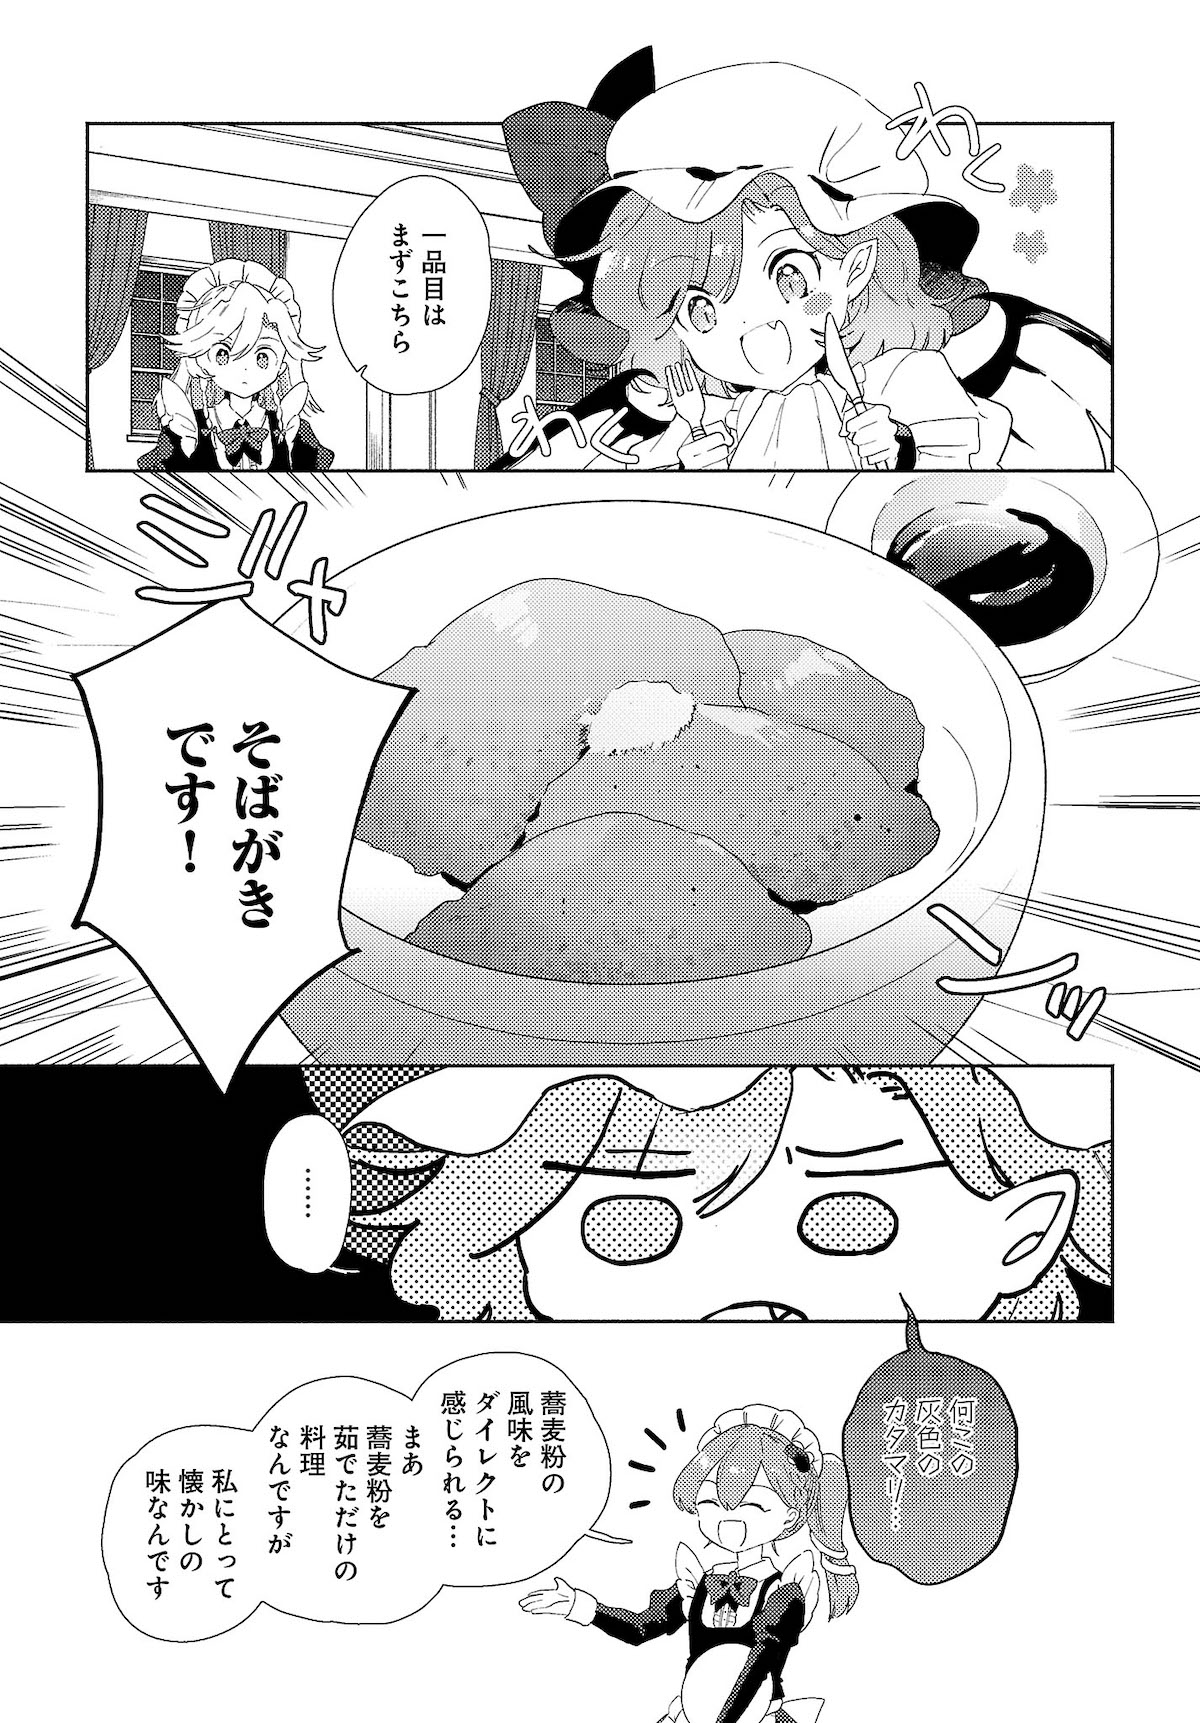 わく
わく
一品目は
まずこちら
ニジャ
そばがき
です！
ーン
……
何この
灰色の
カタマリ…
蕎麦粉の
風味を
ダイレクトに
感じられる…
まあ
蕎麦粉を
茹でただけの
料理
なんですが
私にとって
懐かしの
味なんです